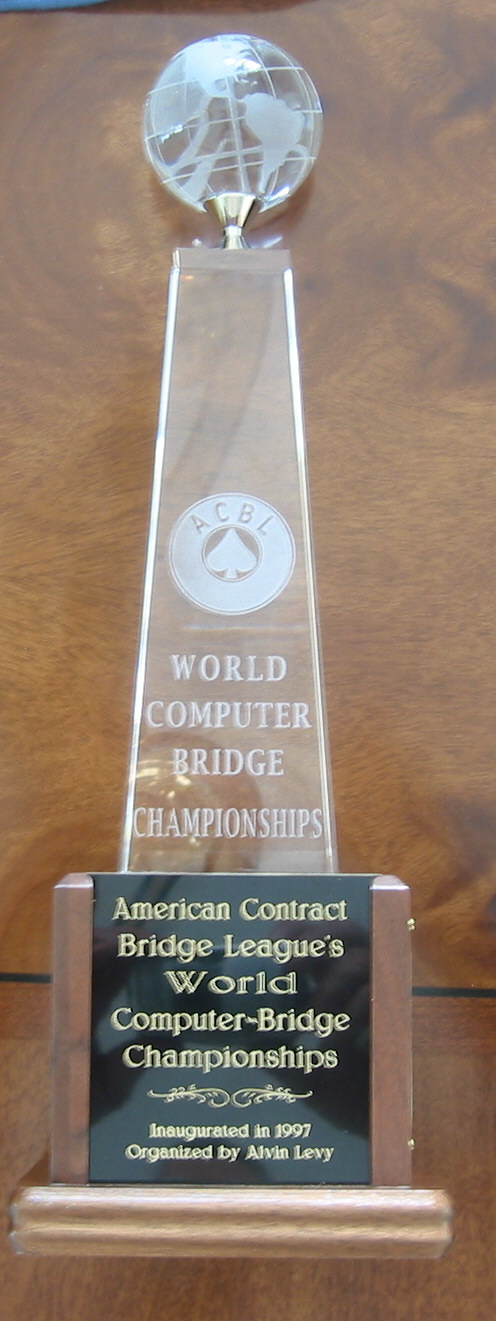 ACBL
WORLD
COMPUTER
BRIDGE
CHAMPIONSHIPS
American Contract
Bridge League's
World
Computer-Bridge
Championships
Inaugurated in 1997
Organized by Alvin Levy